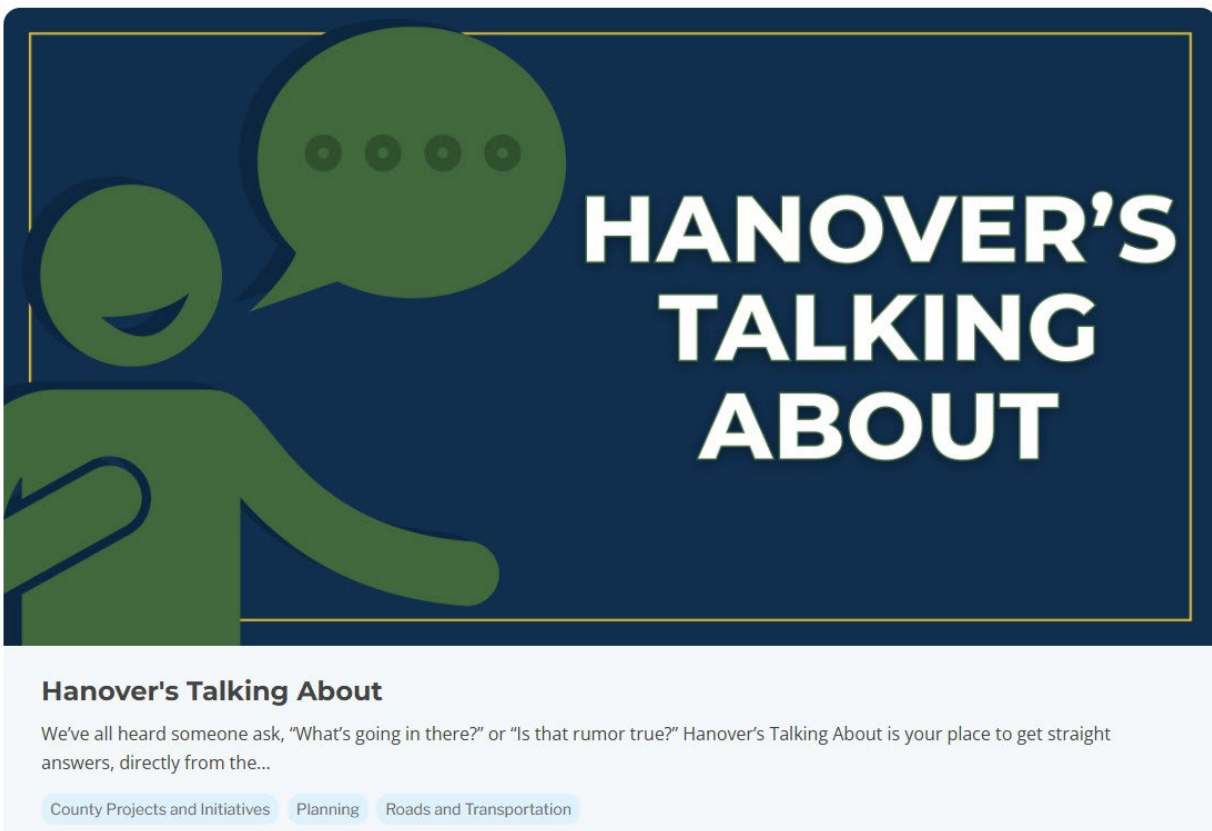 HANOVER’S
TALKING
ABOUT
Hanover's Talking About
We’ve all heard someone ask, “What’s going in there?” or “Is that rumor true?” Hanover’s Talking About is your place to get straight
answers, directly from the...
County Projects and Initiatives Planning Roads and Transportation